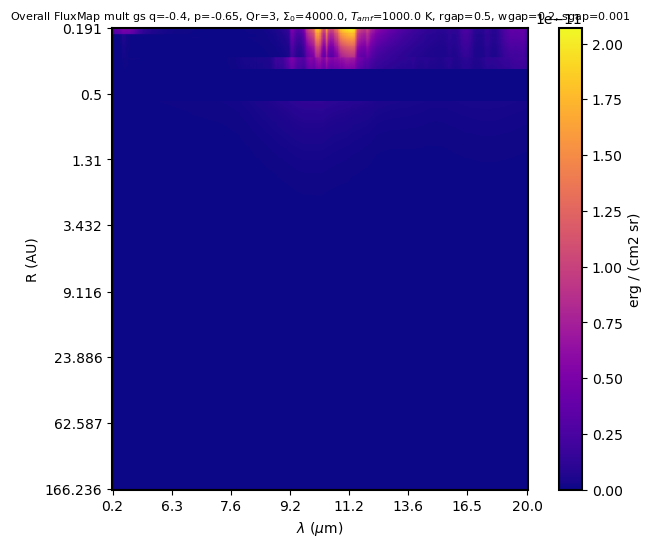 Overall FluxMap mult gs q=-0.4, p=-0.65, Qr=3, Σ₀=4000.0, T_amf=1000.0 K, rgap=0.5, wgap=0.2, sgap=0.001
1e−11
0.191
0.5
1.31
3.432
9.116
23.886
62.587
166.236
R (AU)
0.2 6.3 7.6 9.2 11.2 13.6 16.5 20.0
λ (μm)
2.00
1.75
1.50
1.25
1.00
0.75
0.50
0.25
0.00
erg / (cm2 sr)